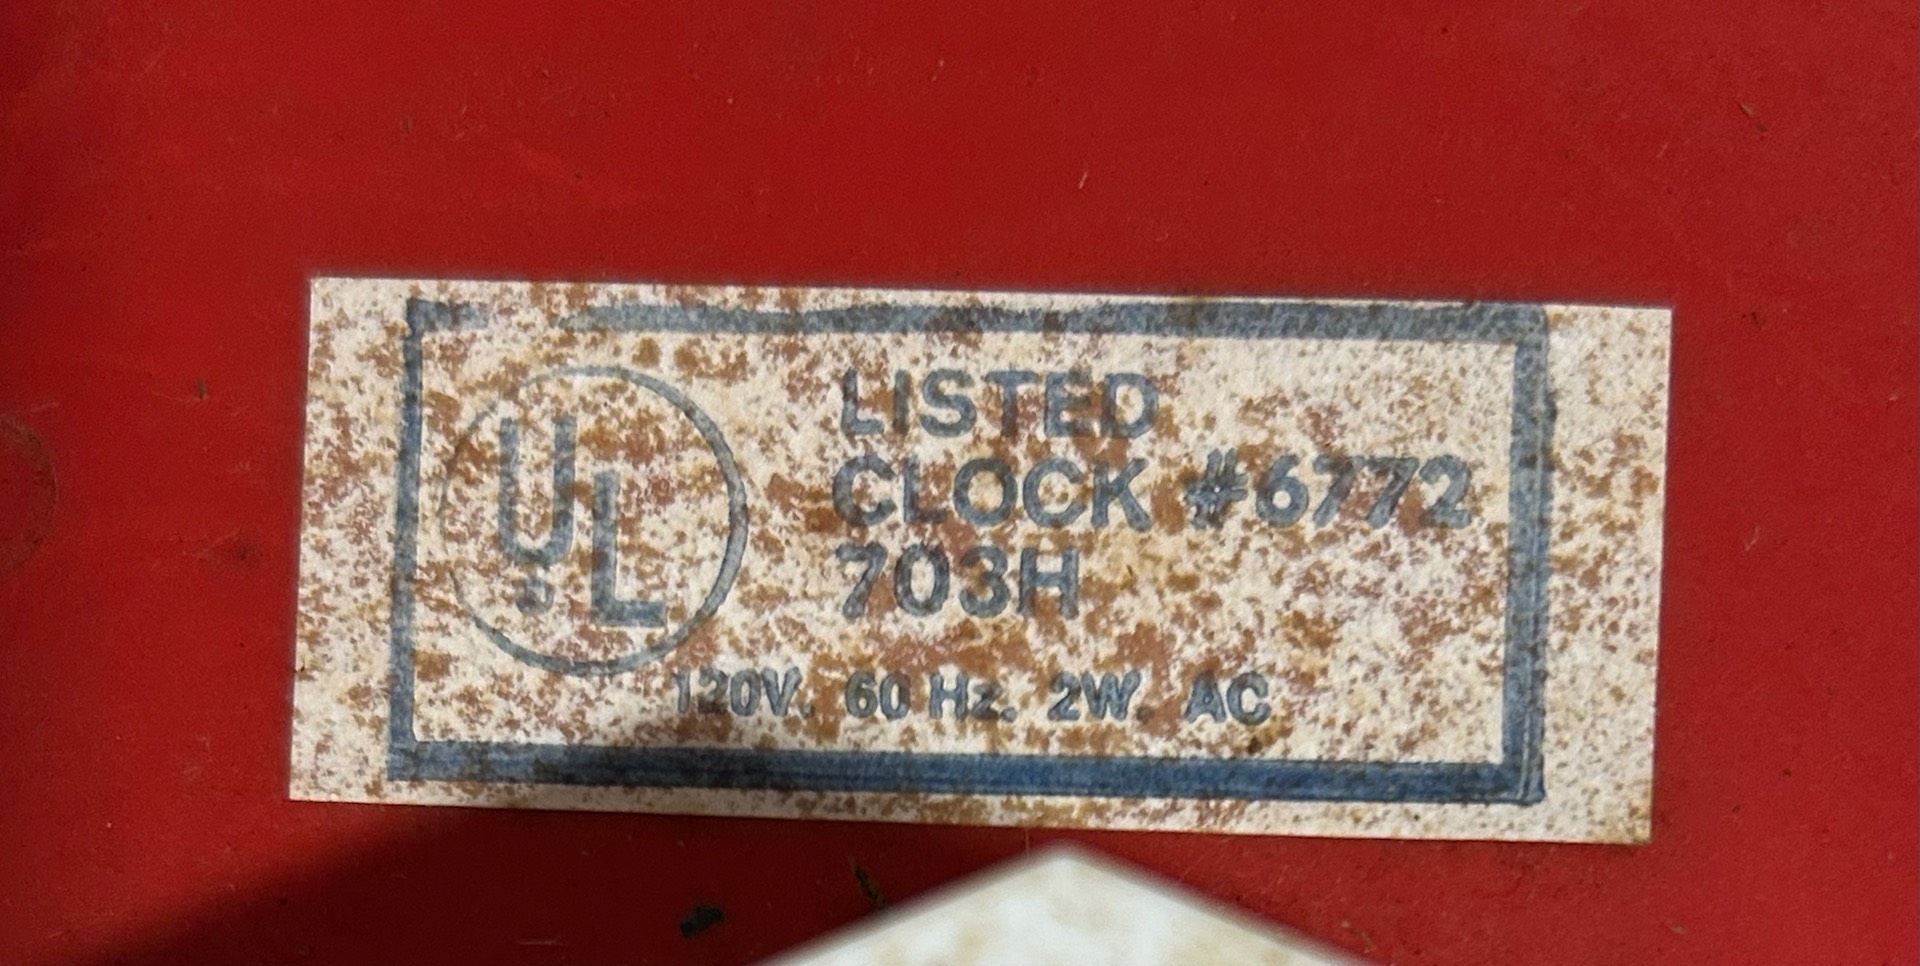 UL
®
LISTED
CLOCK #6772
703H
120V. 60 Hz. 2W. AC